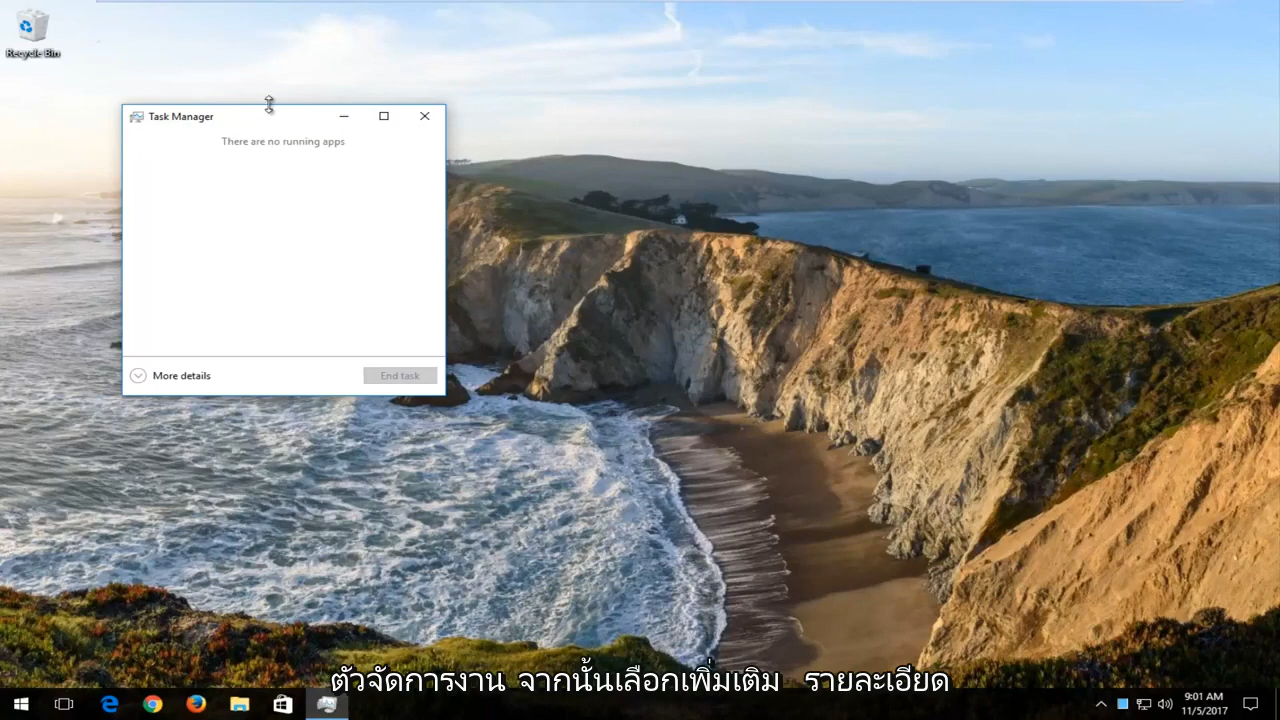 Recycle Bin
Task Manager
There are no running apps
More details
End task
ตัวจัดการงาน จากนั้นเลือกเพิ่มเติม รายละเอียด
9:01 AM
11/5/2017